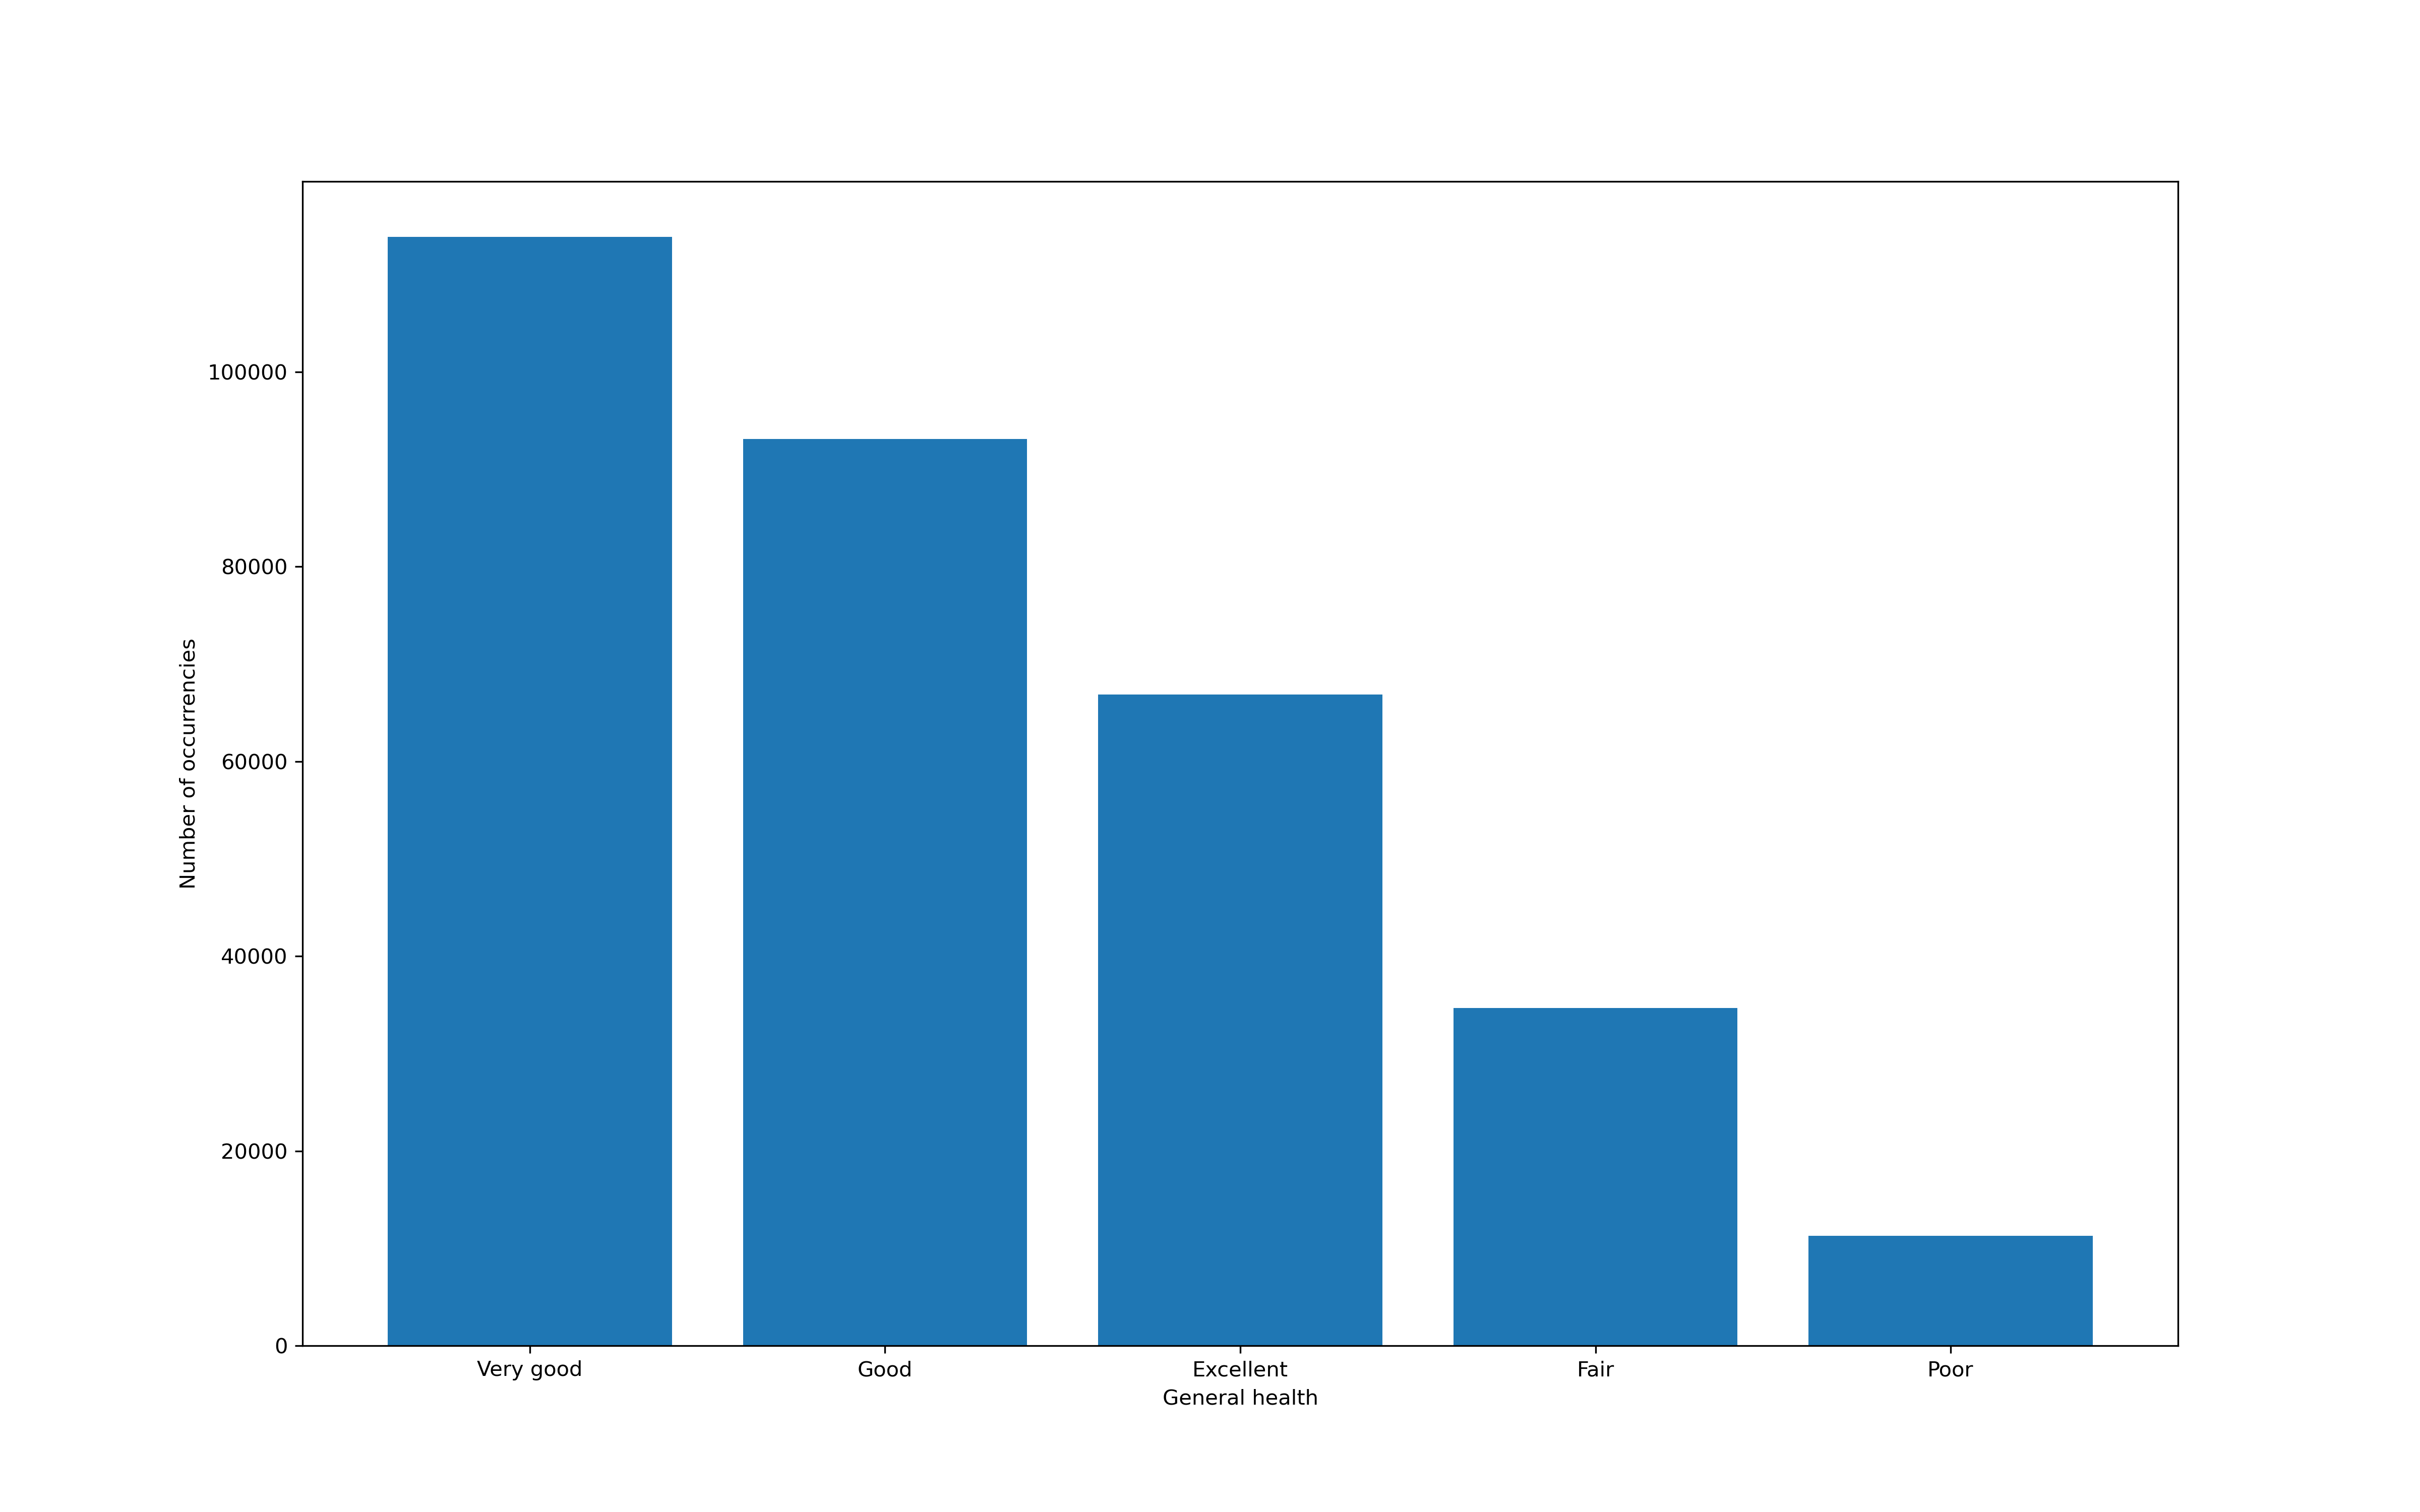 100000
80000
60000
40000
20000
0
Number of occurrencies
Very good Good Excellent Fair Poor
General health